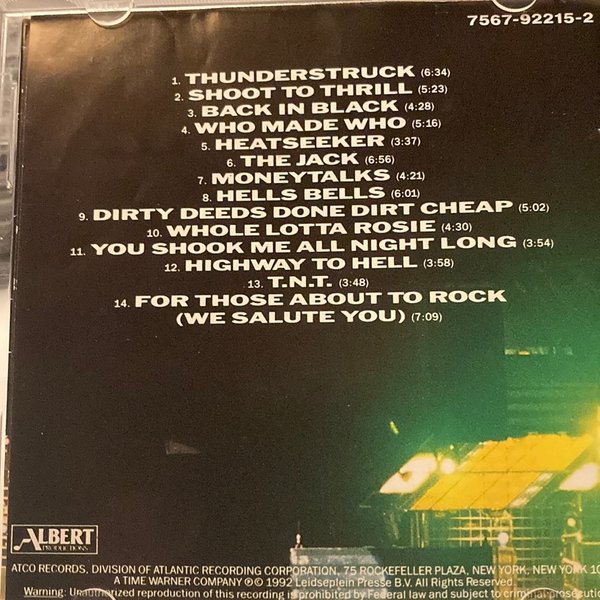 7567-92215-2
1. THUNDERSTRUCK (6:34)
2. SHOOT TO THRILL (5:23)
3. BACK IN BLACK (4:28)
4. WHO MADE WHO (5:16)
5. HEATSEEKER (3:37)
6. THE JACK (6:56)
7. MONEYTALKS (4:21)
8. HELLS BELLS (6:01)
9. DIRTY DEEDS DONE DIRT CHEAP (5:02)
10. WHOLE LOTTA ROSIE (4:30)
11. YOU SHOOK ME ALL NIGHT LONG (3:54)
12. HIGHWAY TO HELL (3:58)
13. T.N.T. (3:48)
14. FOR THOSE ABOUT TO ROCK
(WE SALUTE YOU) (7:09)
ALBERT
PRODUCTIONS
ATCO RECORDS, DIVISION OF ATLANTIC RECORDING CORPORATION, 75 ROCKEFELLER PLAZA, NEW YORK, NEW YORK 10
A TIME WARNER COMPANY ℗ © 1992 Leidseplein Presse B.V. All Rights Reserved.
Warning: Unauthorized reproduction of this recording is prohibited by Federal law and subject to criminal prosecution